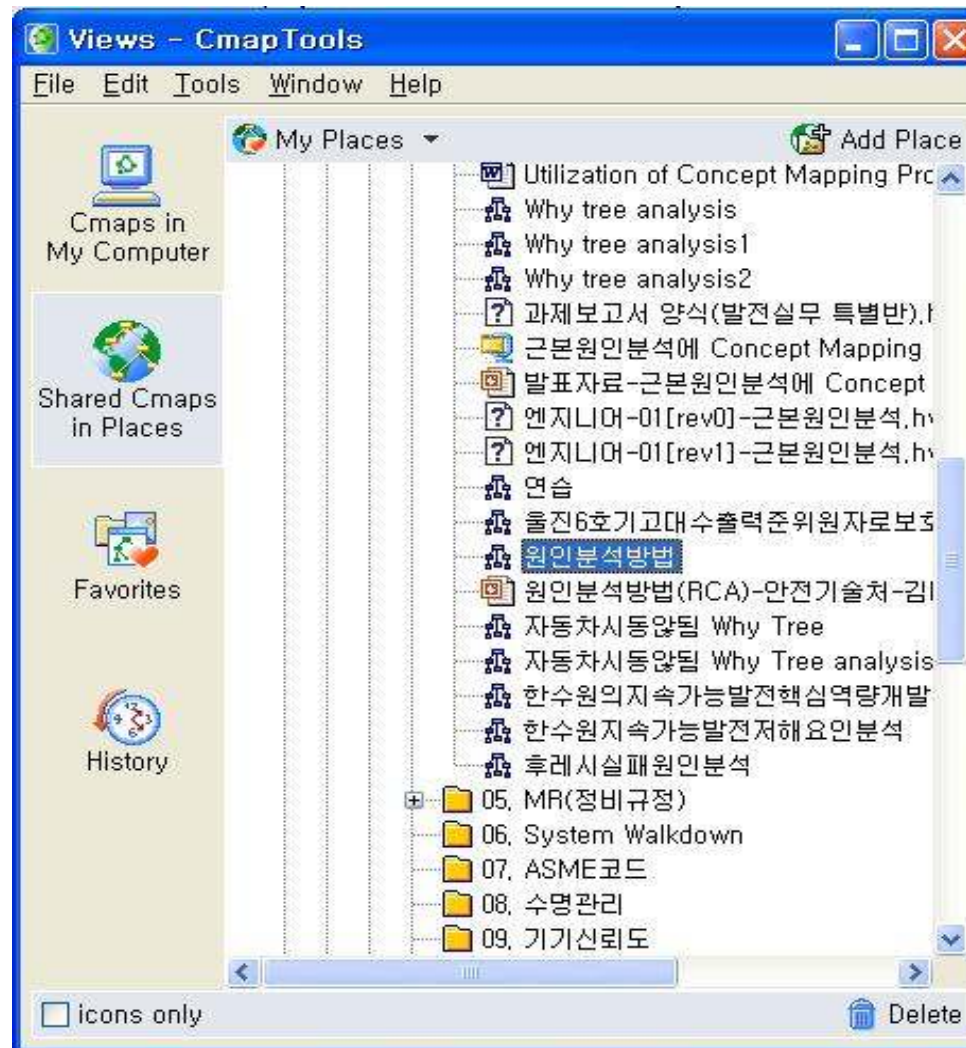 Views - CmapTools
File Edit Tools Window Help
My Places
Add Place
Cmaps in
My Computer
Shared Cmaps
in Places
Favorites
History
Utilization of Concept Mapping Prc
Why tree analysis
Why tree analysis1
Why tree analysis2
과제보고서 양식(발전실무 특별반).
근본원인분석에 Concept Mapping
발표자료-근본원인분석에 Concept
엔지니어-01[rev0]-근본원인분석.
엔지니어-01[rev1]-근본원인분석.
연습
울진6호기고대수출력준위원자로보호
원인분석방법
원인분석방법(RCA)-안전기술처-김
자동차시동않됨 Why Tree
자동차시동않됨 Why Tree analysis
한수원의지속가능발전핵심역량개발
한수원지속가능발전저해요인분석
후레시실패원인분석
05. MR(정비규정)
06. System Walkdown
07. ASME코드
08. 수명관리
09. 기기신뢰도
icons only
Delete